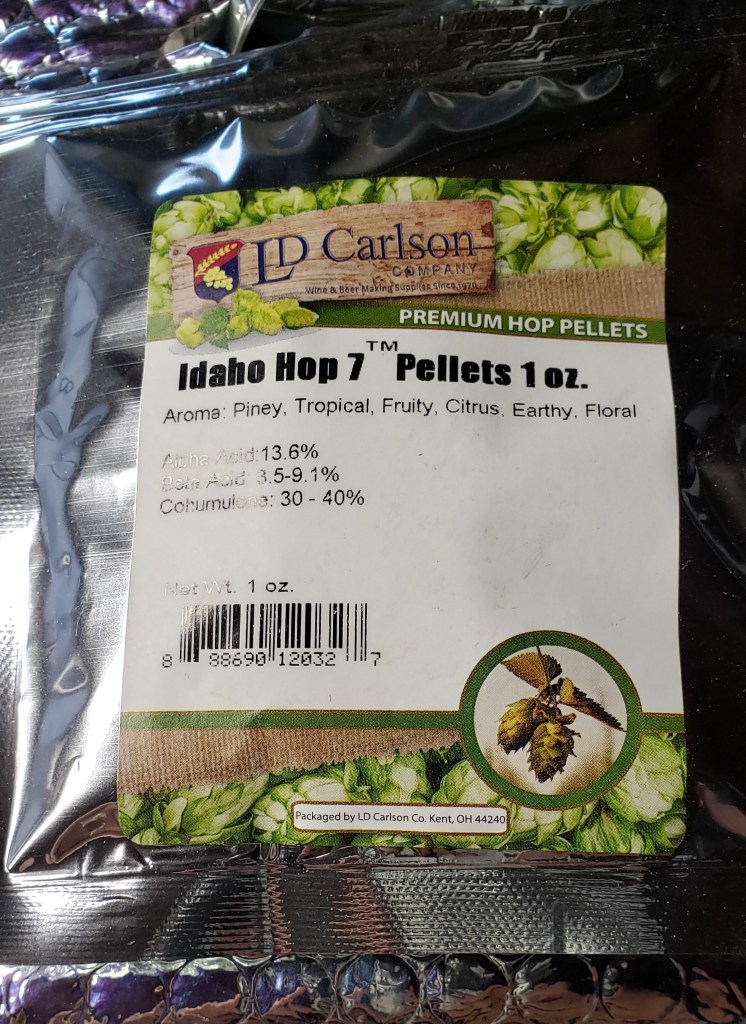 LD Carlson
COMPANY
Wine & Beer Making Supplies Since 1970
PREMIUM HOP PELLETS
Idaho Hop 7™ Pellets 1 oz.
Aroma: Piney, Tropical, Fruity, Citrus, Earthy, Floral
Alpha Acid:13.6%
Beta Acid: 3.5-9.1%
Cohumulone: 30 - 40%
Net Wt. 1 oz.
8 88690 12032 7
Packaged by LD Carlson Co. Kent, OH 44240